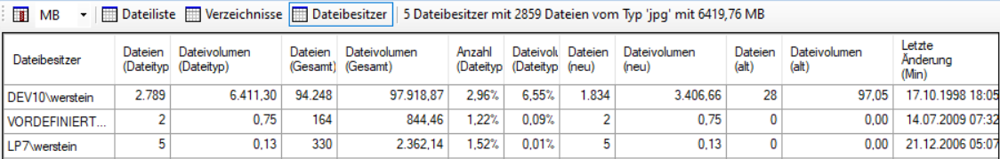 MB Dateiliste Verzeichnisse Dateibesitzer 5 Dateibesitzer mit 2859 Dateien vom Typ 'jpg' mit 6419,76 MB
Dateibesitzer Dateien (Dateityp Dateivolumen (Dateityp) Dateien (Gesamt) Dateivolumen (Gesamt) Anzahl (Dateityp Dateivolu (Dateityp Dateien (neu) Dateivolumen (neu) Dateien (alt) Dateivolumen (alt) Letzte Änderung (Min)
DEV10\werstein 2.789 6.411,30 94.248 97.918,87 2,96% 6,55% 1.834 3.406,66 28 97,05 17.10.1998 18:05
VORDEFINIERT... 2 0,75 164 844,46 1,22% 0,09% 2 0,75 0 0,00 14.07.2009 07:32
LP7\werstein 5 0,13 330 2.362,14 1,52% 0,01% 5 0,13 0 0,00 21.12.2006 05:07